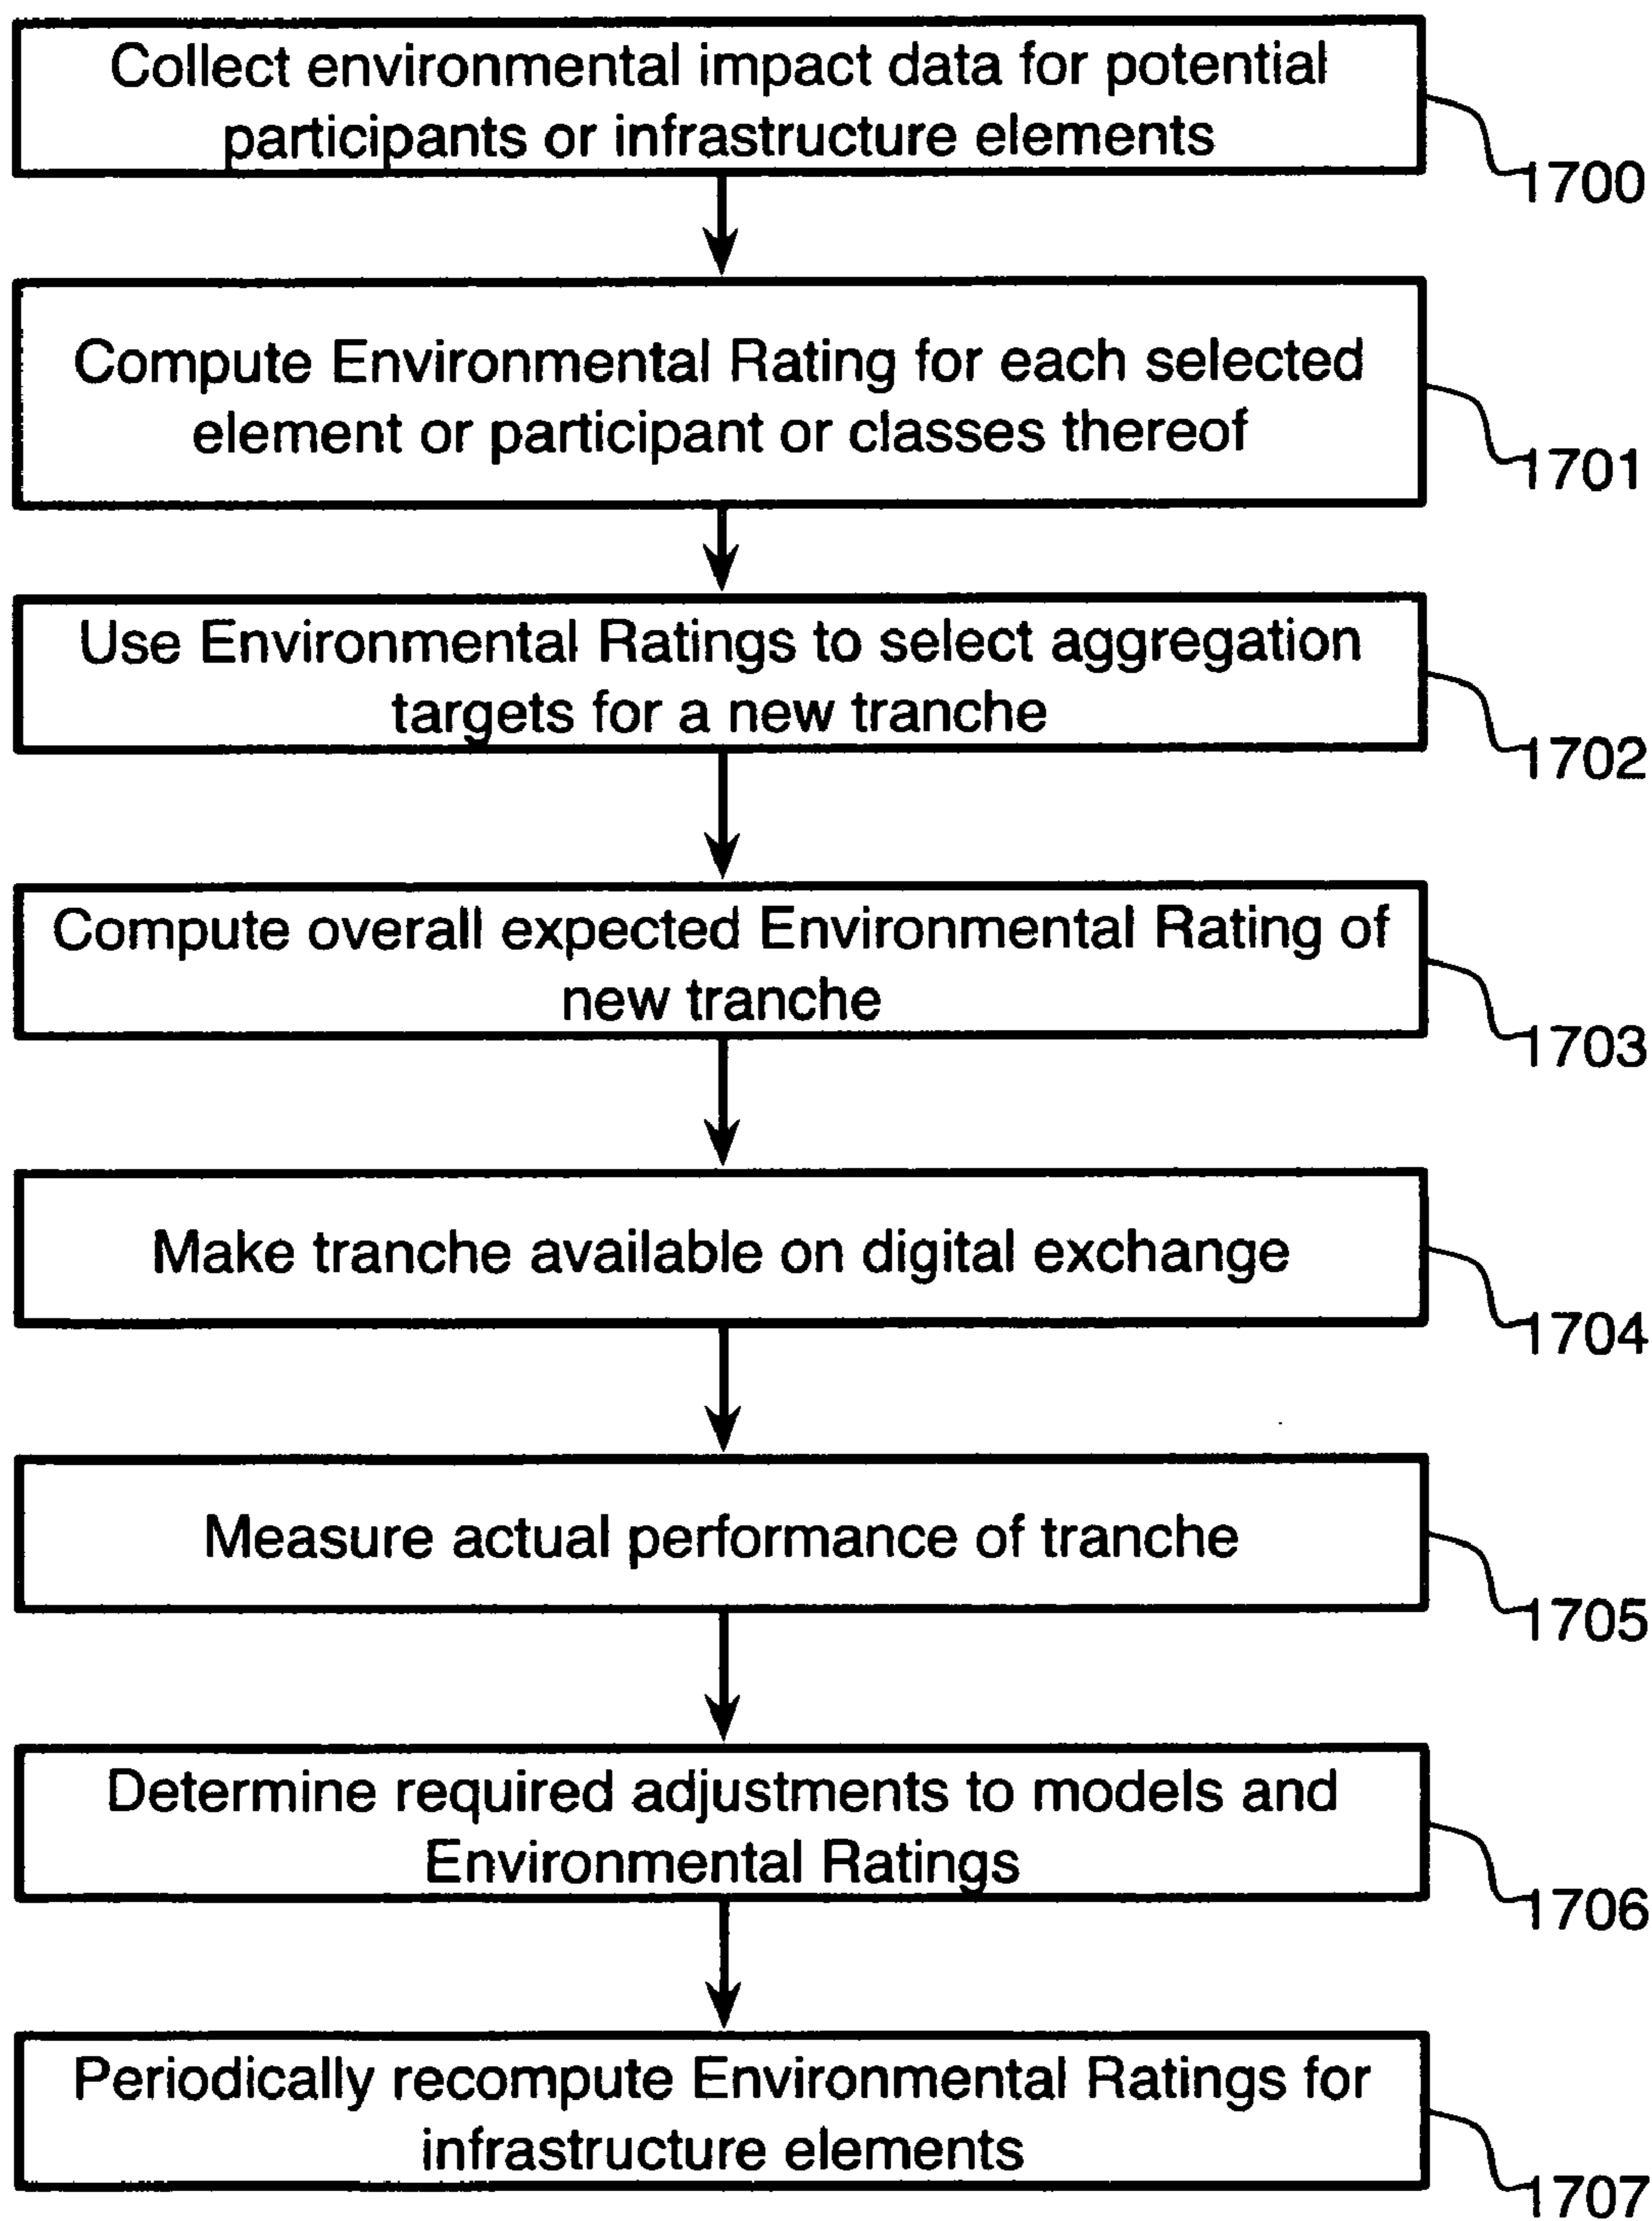 Collect environmental impact data for potential
participants or infrastructure elements
1700
Compute Environmental Rating for each selected
element or participant or classes thereof
1701
Use Environmental Ratings to select aggregation
targets for a new tranche
1702
Compute overall expected Environmental Rating of
new tranche
1703
Make tranche available on digital exchange
1704
Measure actual performance of tranche
1705
Determine required adjustments to models and
Environmental Ratings
1706
Periodically recompute Environmental Ratings for
infrastructure elements
1707